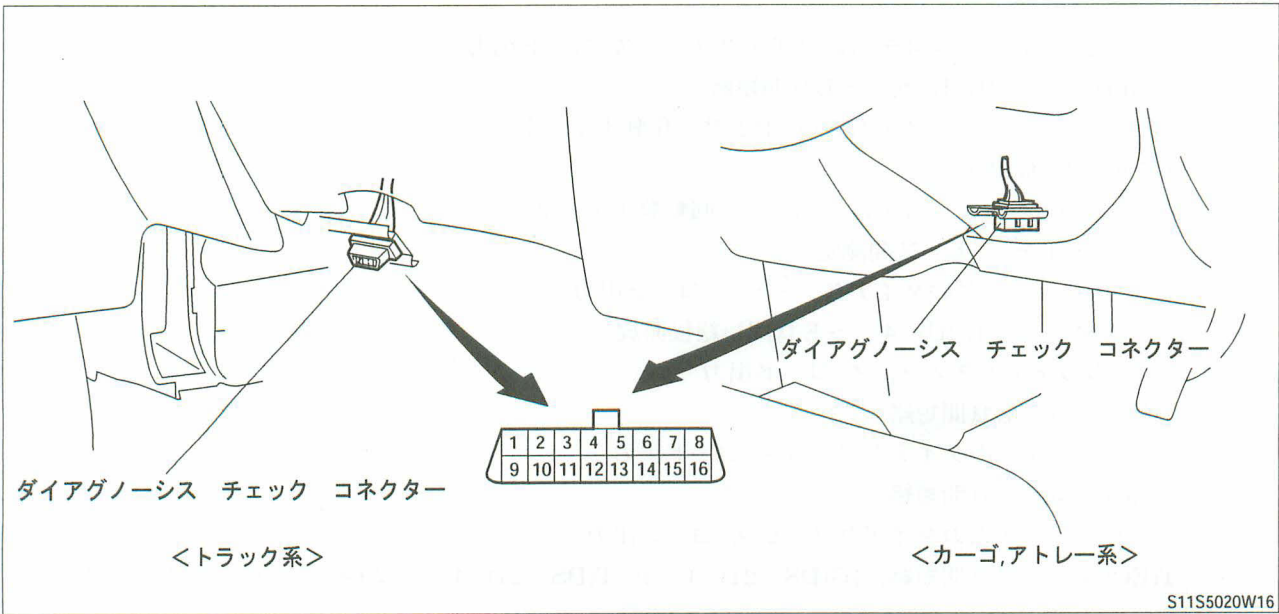 ダイアグノーシス チェック コネクター
1 2 3 4 5 6 7 8
9 10 11 12 13 14 15 16
ダイアグノーシス チェック コネクター
<トラック系>
<カーゴ,アトレー系>
S11S5020W16